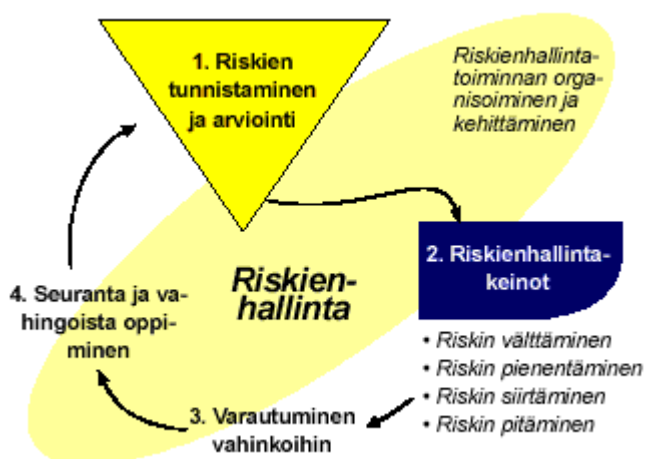 1. Riskien
tunnistaminen
ja arviointi
Riskienhallinta-
toiminnan orga-
nisoiminen ja
kehittäminen
2. Riskienhallinta-
keinot
• Riskin välttäminen
• Riskin pienentäminen
• Riskin siirtäminen
• Riskin pitäminen
3. Varautuminen
vahinkoihin
4. Seuranta ja va-
hingoista oppi-
minen
Riskien-
hallinta